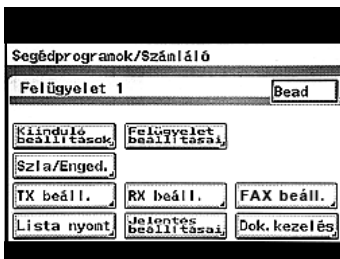 Segédprogramok/Számláló
Felügyelet 1
Bead
Kiinduló
beállítások
Felügyelet
beállításai
Szla/Enged.
TX beáll.
RX beáll.
FAX beáll.
Lista nyomt
Jelentés
beállításai
Dok. kezelés